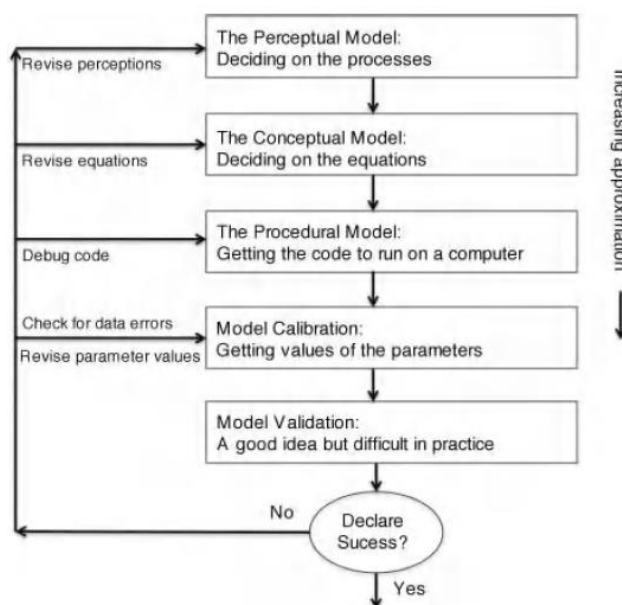 The Perceptual Model:
Deciding on the processes
Revise perceptions
The Conceptual Model:
Deciding on the equations
Revise equations
The Procedural Model:
Getting the code to run on a computer
Debug code
Check for data errors
Revise parameter values
Model Calibration:
Getting values of the parameters
Model Validation:
A good idea but difficult in practice
No
Declare
Sucess?
Yes
Increasing approximation